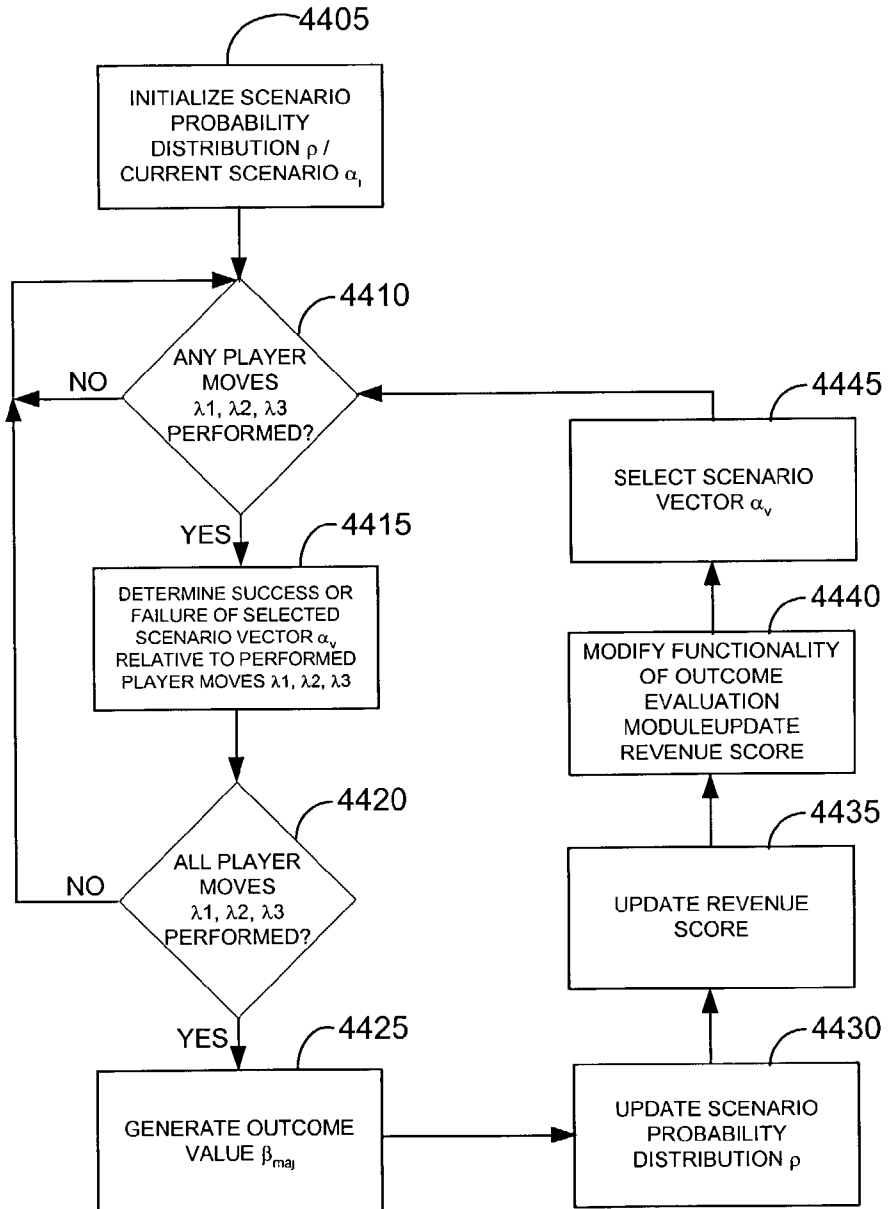 4405
INITIALIZE SCENARIO
PROBABILITY
DISTRIBUTION ρ /
CURRENT SCENARIO αi
4410
ANY PLAYER
MOVES
λ1, λ2, λ3
PERFORMED?
NO
YES
4415
DETERMINE SUCCESS OR
FAILURE OF SELECTED
SCENARIO VECTOR αv
RELATIVE TO PERFORMED
PLAYER MOVES λ1, λ2, λ3
4420
ALL PLAYER
MOVES
λ1, λ2, λ3
PERFORMED?
NO
YES
4425
GENERATE OUTCOME
VALUE βmaj
4430
UPDATE SCENARIO
PROBABILITY
DISTRIBUTION ρ
4435
UPDATE REVENUE
SCORE
4440
MODIFY FUNCTIONALITY
OF OUTCOME
EVALUATION
MODULEUPDATE
REVENUE SCORE
4445
SELECT SCENARIO
VECTOR αv